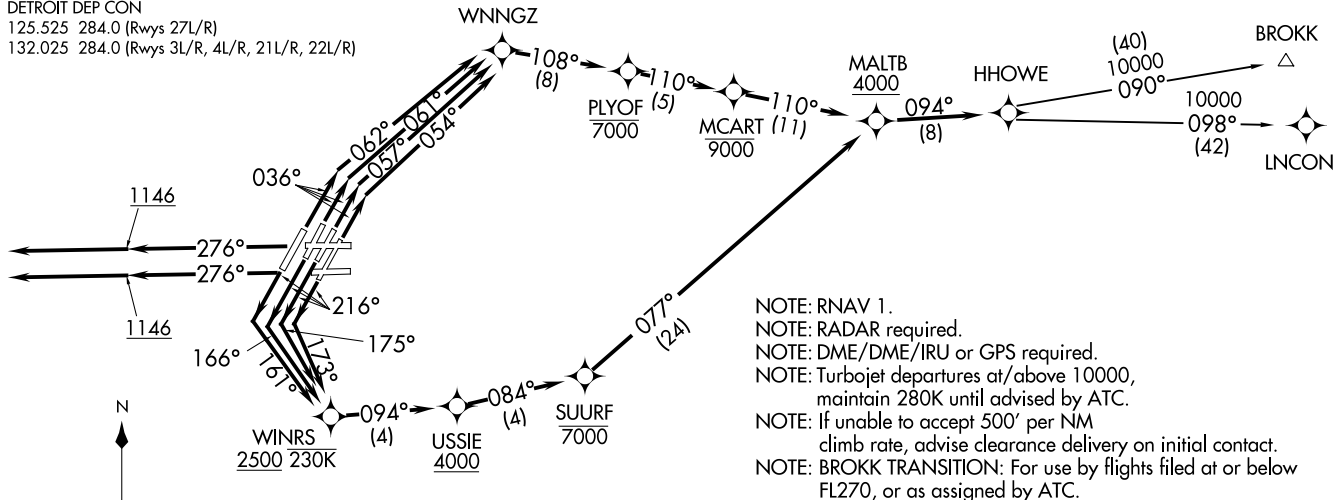 DETROIT DEP CON
125.525 284.0 (Rwys 27L/R)
132.025 284.0 (Rwys 3L/R, 4L/R, 21L/R, 22L/R)
WNNGZ
108°
(8)
PLYOF
7000
110°
(5)
MCART
9000
110°
(11)
MALTB
4000
094°
(8)
HHOWE
(40)
10000
090°
BROKK
10000
098°
(42)
LNCON
062°
061°
057°
054°
036°
1146
276°
276°
1146
216°
166°
175°
161°
173°
N
WINRS
2500 230K
094°
(4)
USSIE
4000
084°
(4)
SUURF
7000
077°
(24)
NOTE: RNAV 1.
NOTE: RADAR required.
NOTE: DME/DME/IRU or GPS required.
NOTE: Turbojet departures at/above 10000,
maintain 280K until advised by ATC.
NOTE: If unable to accept 500' per NM
climb rate, advise clearance delivery on initial contact.
NOTE: BROKK TRANSITION: For use by flights filed at or below
FL270, or as assigned by ATC.